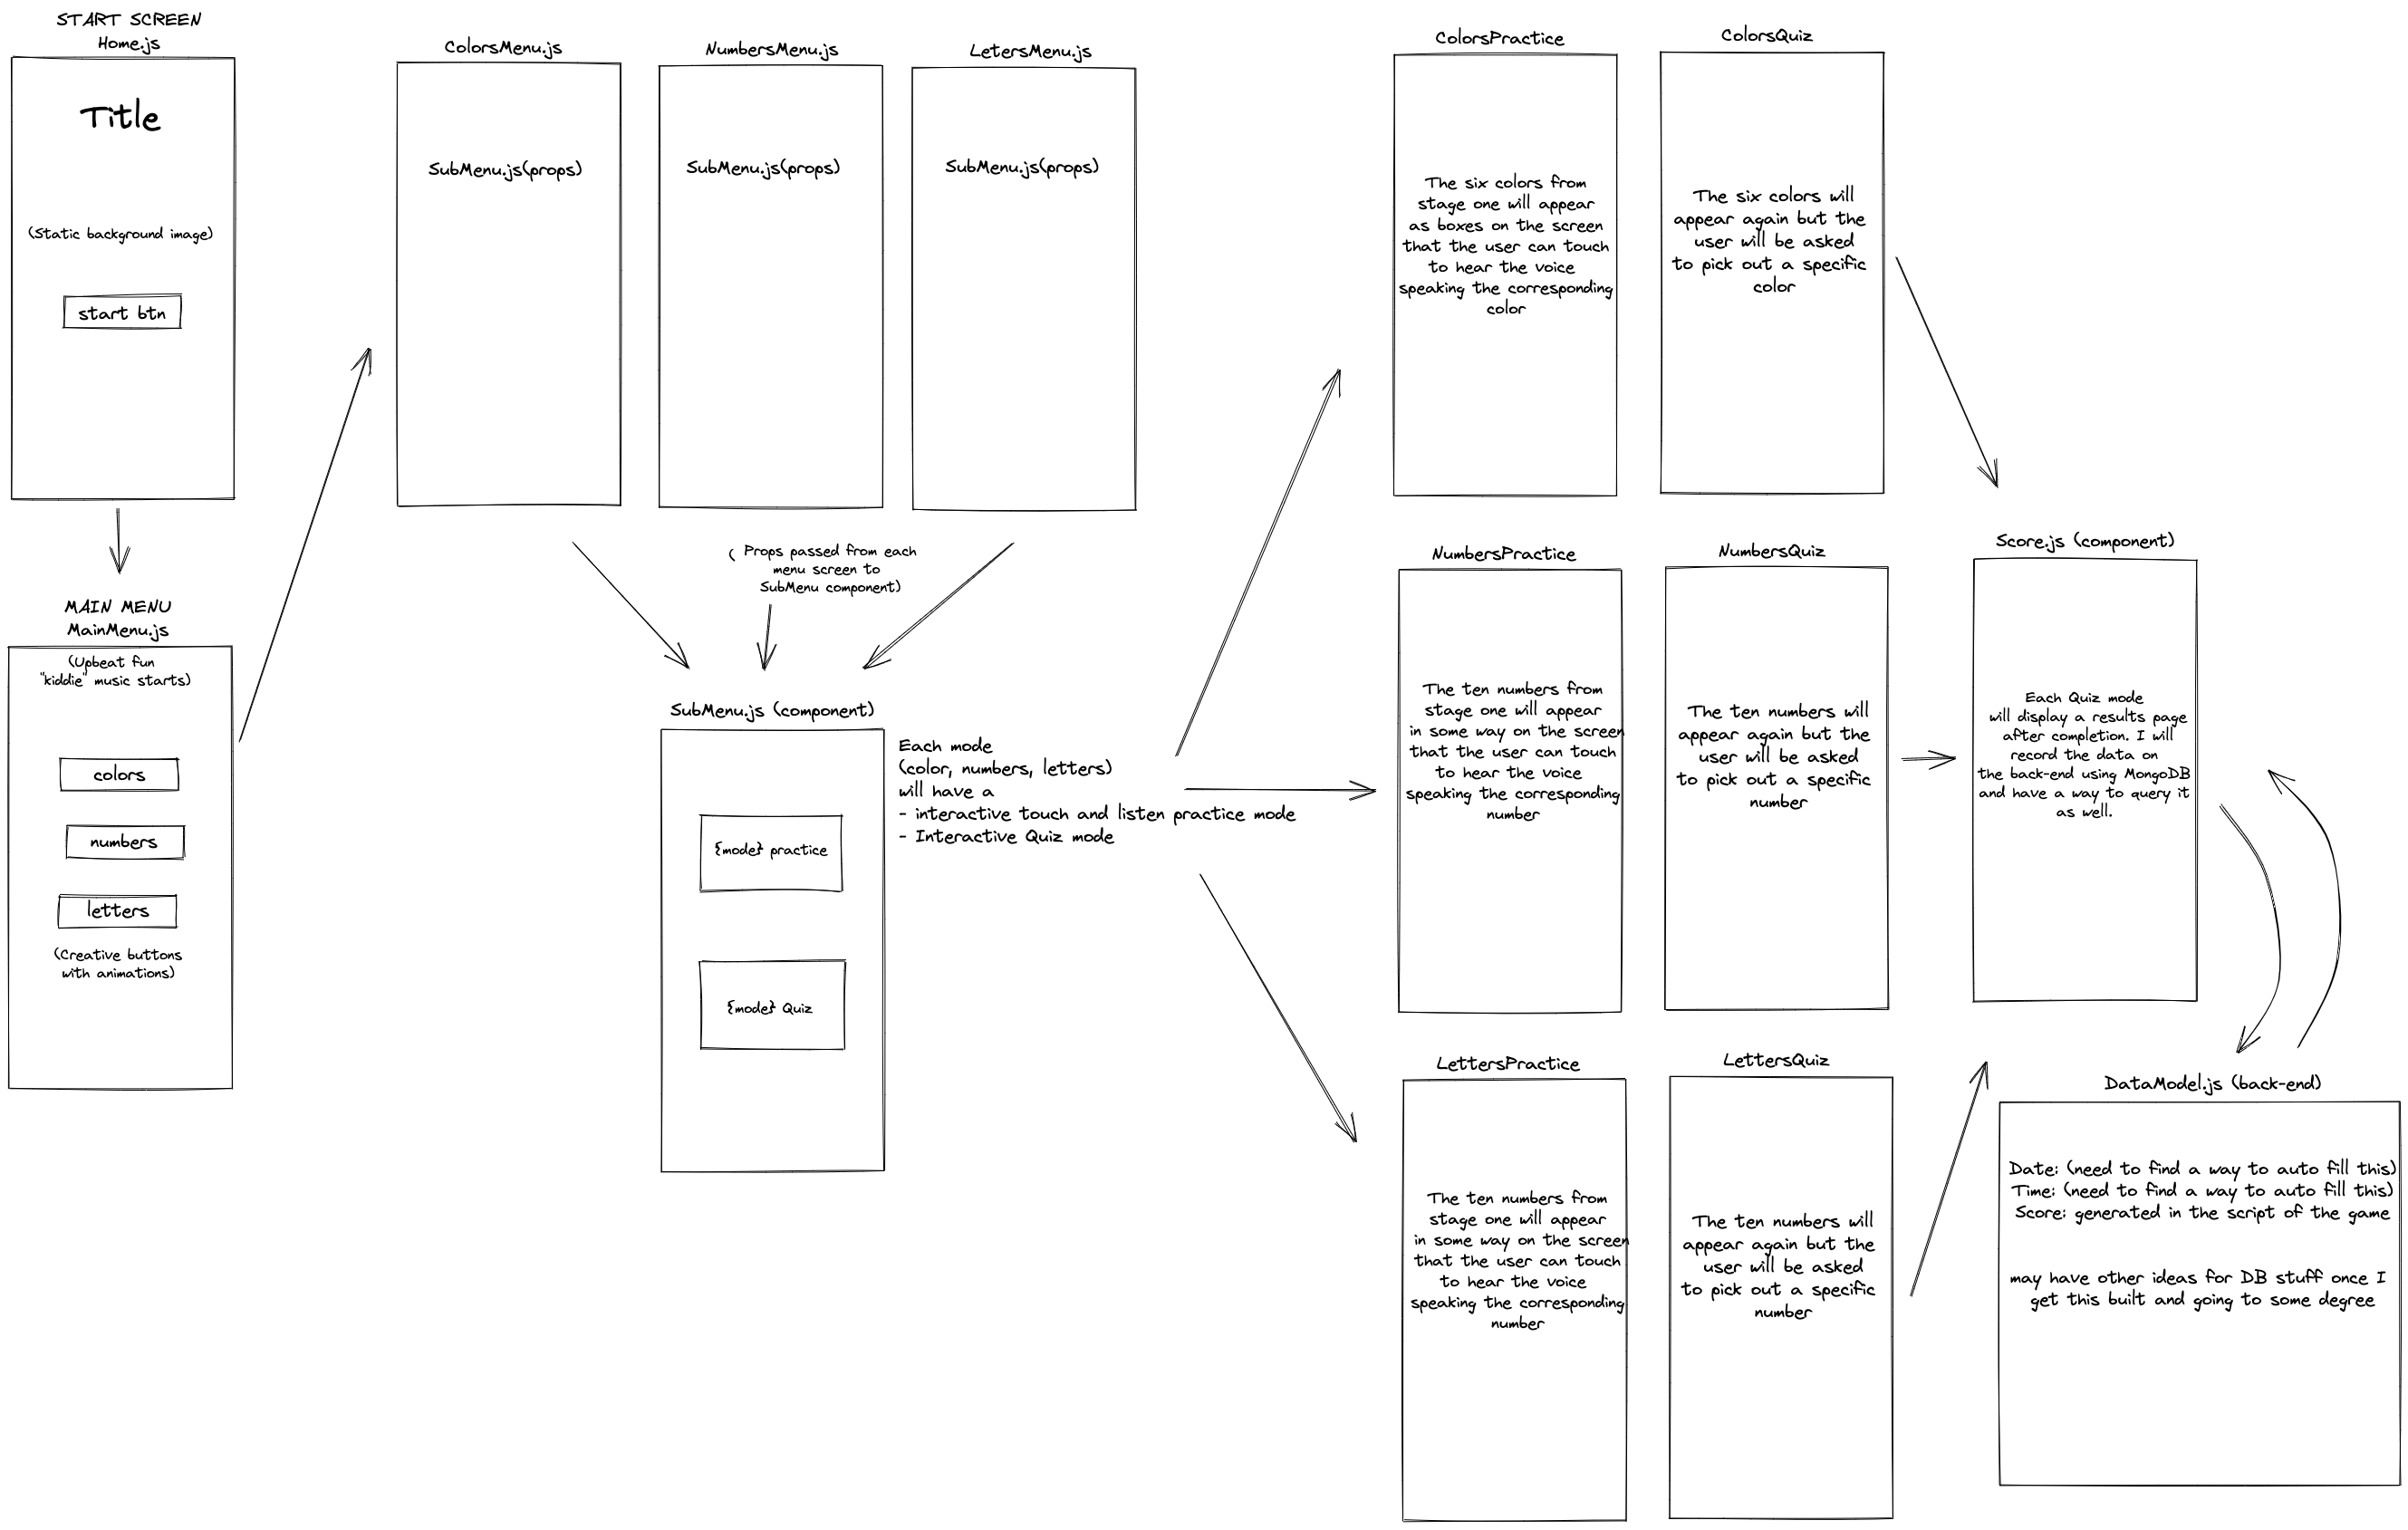 START SCREEN
Home.js
Title
(Static background image)
start btn
MAIN MENU
MainMenu.js
(Upbeat fun
"kiddie" music starts)
colors
numbers
letters
(Creative buttons
with animations)
ColorsMenu.js
SubMenu.js(props)
NumbersMenu.js
SubMenu.js(props)
LetersMenu.js
SubMenu.js(props)
( Props passed from each
menu screen to
SubMenu component)
SubMenu.js (component)
{mode} practice
{mode} Quiz
Each mode
(color, numbers, letters)
will have a
- interactive touch and listen practice mode
- Interactive Quiz mode
ColorsPractice
The six colors from
stage one will appear
as boxes on the screen
that the user can touch
to hear the voice
speaking the corresponding
color
ColorsQuiz
The six colors will
appear again but the
user will be asked
to pick out a specific
color
NumbersPractice
The ten numbers from
stage one will appear
in some way on the screen
that the user can touch
to hear the voice
speaking the corresponding
number
NumbersQuiz
The ten numbers will
appear again but the
user will be asked
to pick out a specific
number
LettersPractice
The ten numbers from
stage one will appear
in some way on the screen
that the user can touch
to hear the voice
speaking the corresponding
number
LettersQuiz
The ten numbers will
appear again but the
user will be asked
to pick out a specific
number
Score.js (component)
Each Quiz mode
will display a results page
after completion. I will
record the data on
the back-end using MongoDB
and have a way to query it
as well.
DataModel.js (back-end)
Date: (need to find a way to auto fill this)
Time: (need to find a way to auto fill this)
Score: generated in the script of the game
may have other ideas for DB stuff once I
get this built and going to some degree